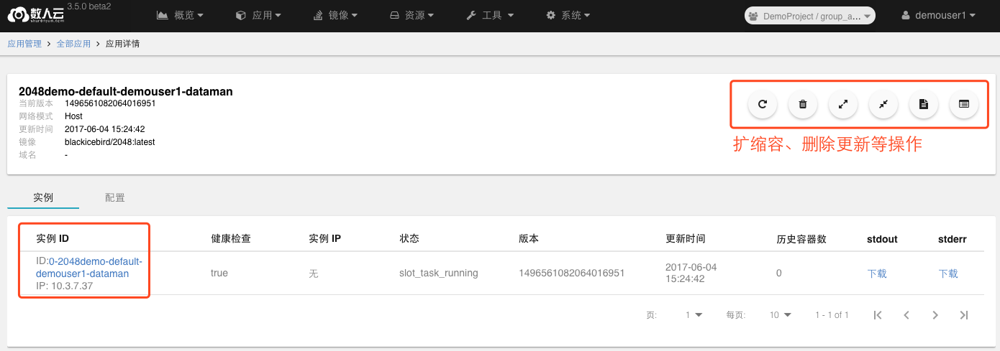 数人云 3.5.0 beta2
shurenyun.com
概览 应用 镜像 资源 工具 系统 DemoProject / group_a... demouser1
应用管理 > 全部应用 > 应用详情
2048demo-default-demouser1-dataman
当前版本 1496561082064016951
网络模式 Host
更新时间 2017-06-04 15:24:42
镜像 blackicebird/2048:latest
域名 -
扩缩容、删除更新等操作
实例 配置
实例 ID 健康检查 实例 IP 状态 版本 更新时间 历史容器数 stdout stderr
ID:0-2048demo-default-
demouser1-dataman
IP: 10.3.7.37
true 无 slot_task_running 1496561082064016951
2017-06-04
15:24:42
0 下载 下载
页: 1 每页: 10 1 - 1 of 1